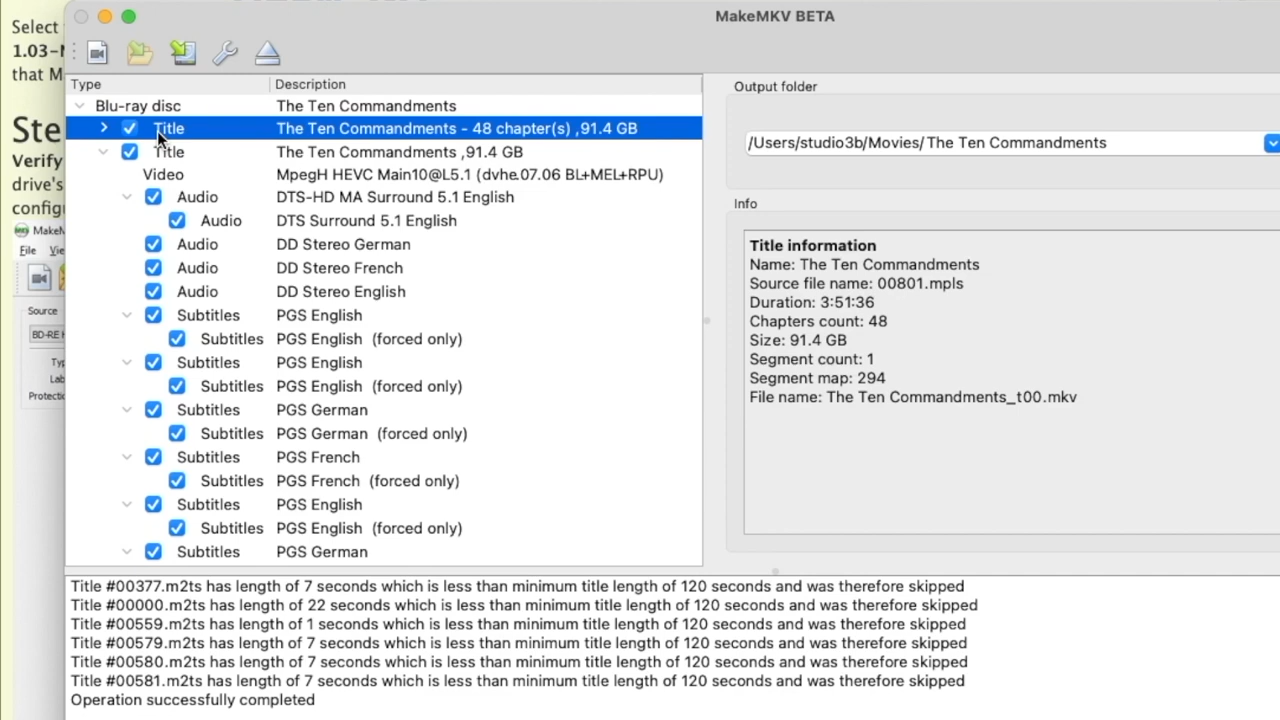 MakeMKV BETA
Select
1.03-M
that M
Ste
Verify
drive's
config
MakeM
File Vie
Source
BD-RE H
Typ
Lab
Protectio
Type Description
Blu-ray disc The Ten Commandments
Title The Ten Commandments - 48 chapter(s) ,91.4 GB
Title The Ten Commandments ,91.4 GB
Video MpegH HEVC Main10@L5.1 (dvhe.07.06 BL+MEL+RPU)
Audio DTS-HD MA Surround 5.1 English
Audio DTS Surround 5.1 English
Audio DD Stereo German
Audio DD Stereo French
Audio DD Stereo English
Subtitles PGS English
Subtitles PGS English (forced only)
Subtitles PGS English
Subtitles PGS English (forced only)
Subtitles PGS German
Subtitles PGS German (forced only)
Subtitles PGS French
Subtitles PGS French (forced only)
Subtitles PGS English
Subtitles PGS English (forced only)
Subtitles PGS German
Output folder
/Users/studio3b/Movies/The Ten Commandments
Info
Title information
Name: The Ten Commandments
Source file name: 00801.mpls
Duration: 3:51:36
Chapters count: 48
Size: 91.4 GB
Segment count: 1
Segment map: 294
File name: The Ten Commandments_t00.mkv
Title #00377.m2ts has length of 7 seconds which is less than minimum title length of 120 seconds and was therefore skipped
Title #00000.m2ts has length of 22 seconds which is less than minimum title length of 120 seconds and was therefore skipped
Title #00559.m2ts has length of 1 seconds which is less than minimum title length of 120 seconds and was therefore skipped
Title #00579.m2ts has length of 7 seconds which is less than minimum title length of 120 seconds and was therefore skipped
Title #00580.m2ts has length of 7 seconds which is less than minimum title length of 120 seconds and was therefore skipped
Title #00581.m2ts has length of 7 seconds which is less than minimum title length of 120 seconds and was therefore skipped
Operation successfully completed